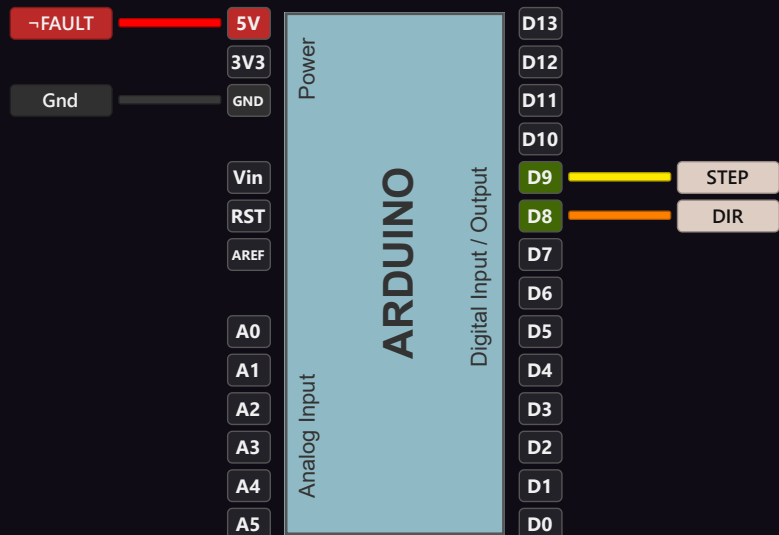 ¬FAULT
5V
D13
3V3
D12
Gnd
GND
D11
D10
Vin
D9
STEP
RST
D8
DIR
AREF
D7
D6
A0
D5
A1
D4
A2
D3
A3
D2
A4
D1
A5
D0
Power
ARDUINO
Digital Input / Output
Analog Input